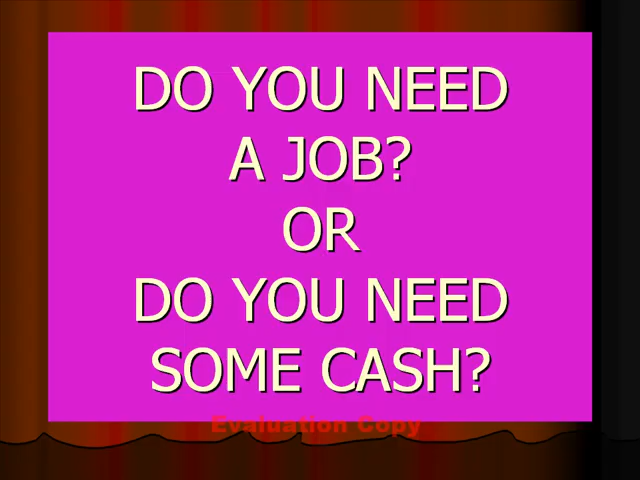 DO YOU NEED
A JOB?
OR
DO YOU NEED
SOME CASH?
Evaluation Copy